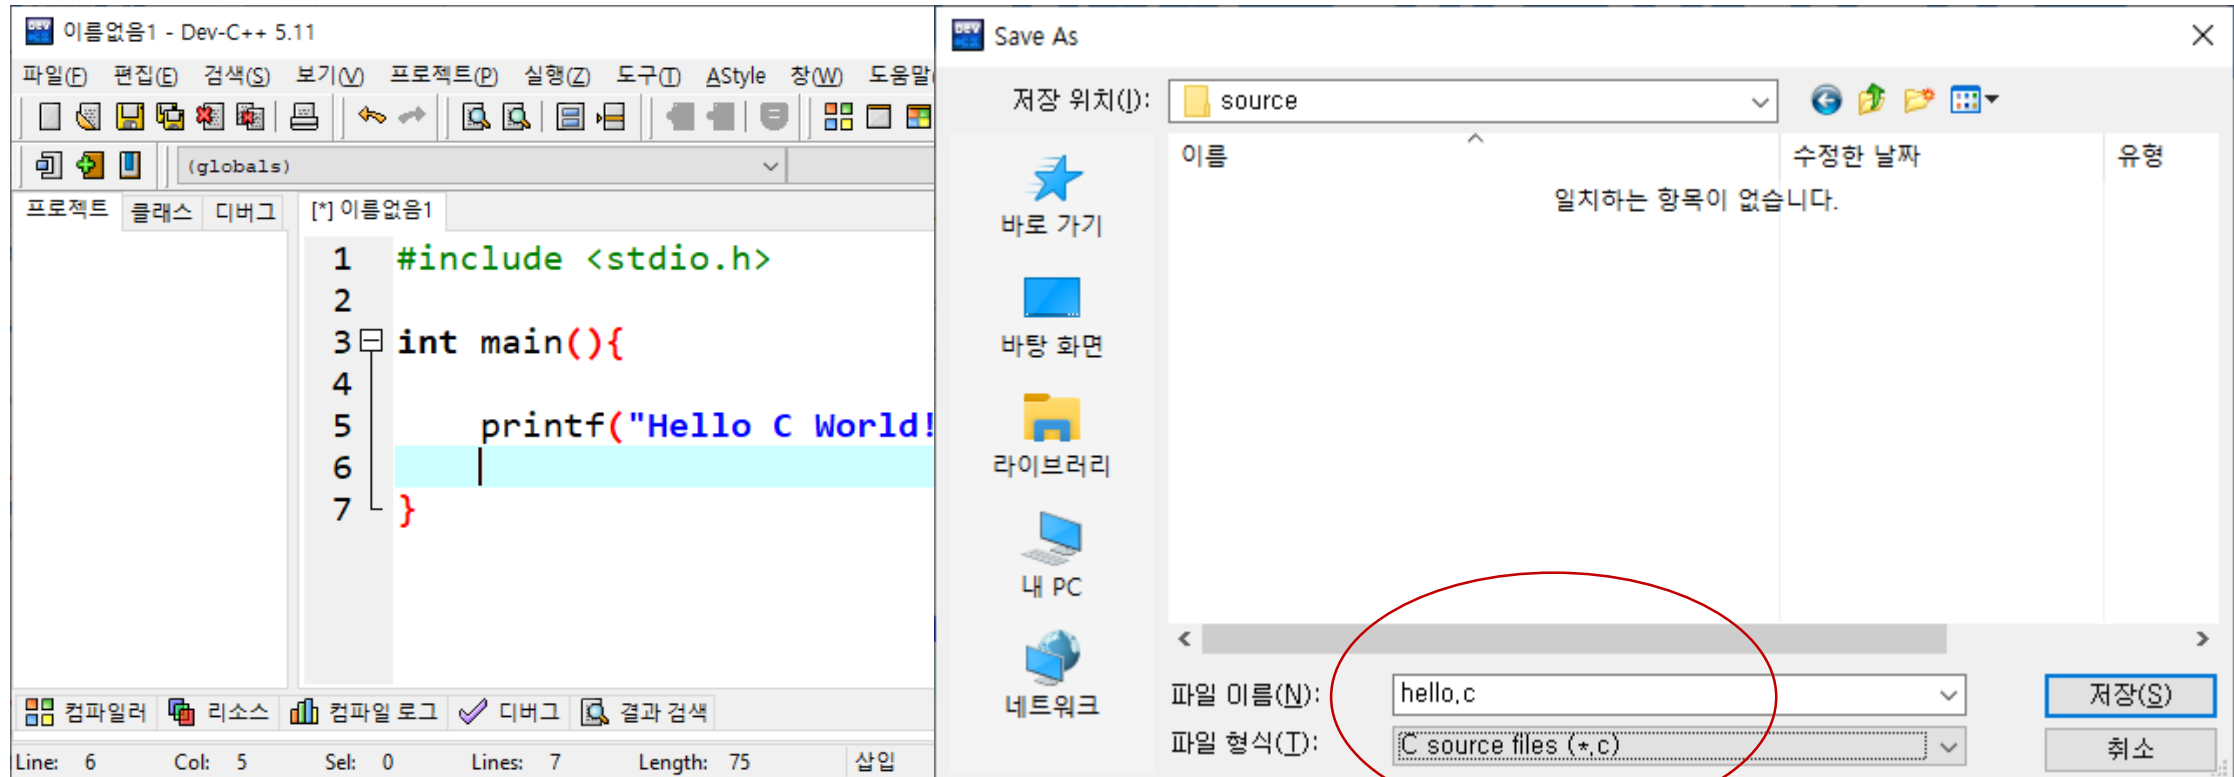 이름없음1 - Dev-C++ 5.11
파일(F) 편집(E) 검색(S) 보기(V) 프로젝트(P) 실행(Z) 도구(T) AStyle 창(W) 도움말
(globals)
프로젝트 클래스 디버그
[*] 이름없음1
1 #include <stdio.h>
2
3 int main(){
4
5 printf("Hello C World!
6
7 }
컴파일러 리소스 컴파일 로그 디버그 결과 검색
Line: 6 Col: 5 Sel: 0 Lines: 7 Length: 75 삽입
DEV Save As
저장 위치(I): source
이름 수정한 날짜 유형
일치하는 항목이 없습니다.
바로 가기
바탕 화면
라이브러리
내 PC
네트워크
파일 이름(N): hello.c 저장(S)
파일 형식(T): C source files (*.c) 취소